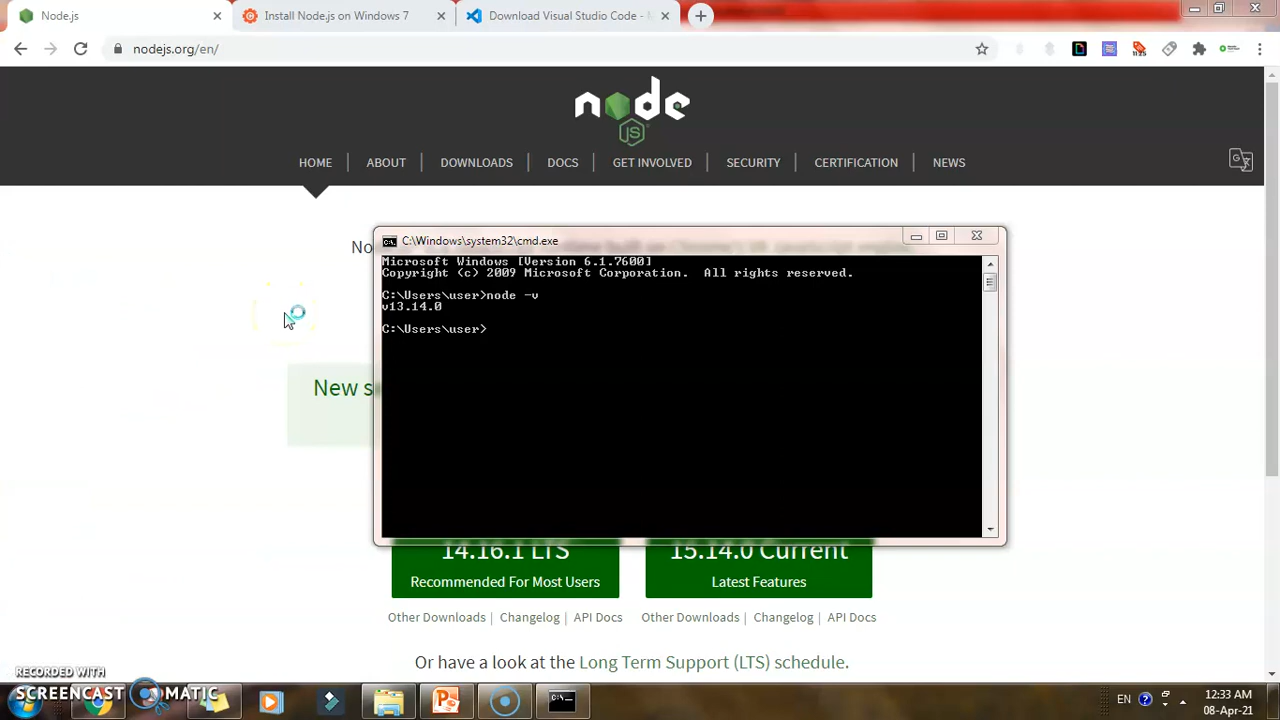 Node.js
Install Node.js on Windows 7
Download Visual Studio Code -
nodejs.org/en/
1125
node
JS
HOME
ABOUT
DOWNLOADS
DOCS
GET INVOLVED
SECURITY
CERTIFICATION
NEWS
No
C:\Windows\system32\cmd.exe
Microsoft Windows [Version 6.1.7600]
Copyright (c) 2009 Microsoft Corporation. All rights reserved.
C:\Users\user>node -v
v13.14.0
C:\Users\user>
New s
14.16.1 LTS
Recommended For Most Users
15.14.0 Current
Latest Features
Other Downloads | Changelog | API Docs
Other Downloads | Changelog | API Docs
Or have a look at the Long Term Support (LTS) schedule.
RECORDED WITH
SCREENCAST MATIC
EN
12:33 AM
08-Apr-21